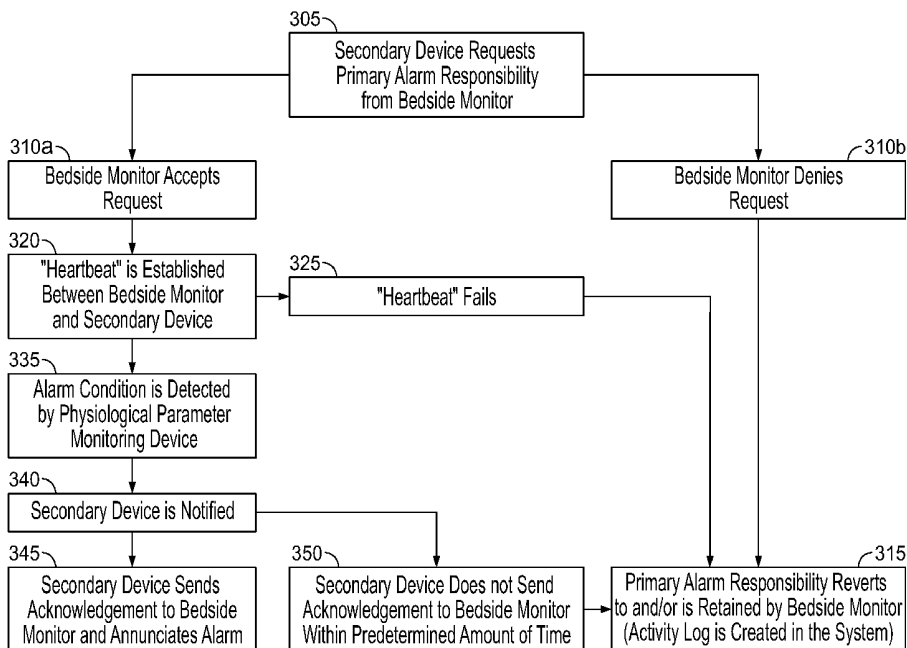 305
Secondary Device Requests
Primary Alarm Responsibility
from Bedside Monitor
310a
Bedside Monitor Accepts
Request
310b
Bedside Monitor Denies
Request
320
"Heartbeat" is Established
Between Bedside Monitor
and Secondary Device
325
"Heartbeat" Fails
335
Alarm Condition is Detected
by Physiological Parameter
Monitoring Device
340
Secondary Device is Notified
345
Secondary Device Sends
Acknowledgement to Bedside
Monitor and Annunciates Alarm
350
Secondary Device Does not Send
Acknowledgement to Bedside Monitor
Within Predetermined Amount of Time
315
Primary Alarm Responsibility Reverts
to and/or is Retained by Bedside Monitor
(Activity Log is Created in the System)